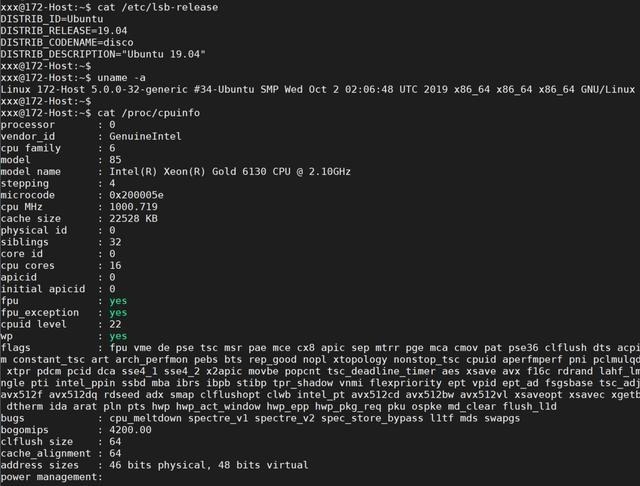 xxx@172-Host:~$ cat /etc/lsb-release
DISTRIB_ID=Ubuntu
DISTRIB_RELEASE=19.04
DISTRIB_CODENAME=disco
DISTRIB_DESCRIPTION="Ubuntu 19.04"
xxx@172-Host:~$
xxx@172-Host:~$ uname -a
Linux 172-Host 5.0.0-32-generic #34-Ubuntu SMP Wed Oct 2 02:06:48 UTC 2019 x86_64 x86_64 x86_64 GNU/Linux
xxx@172-Host:~$
xxx@172-Host:~$ cat /proc/cpuinfo
processor : 0
vendor_id : GenuineIntel
cpu family : 6
model : 85
model name : Intel(R) Xeon(R) Gold 6130 CPU @ 2.10GHz
stepping : 4
microcode : 0x200005e
cpu MHz : 1000.719
cache size : 22528 KB
physical id : 0
siblings : 32
core id : 0
cpu cores : 16
apicid : 0
initial apicid : 0
fpu : yes
fpu_exception : yes
cpuid level : 22
wp : yes
flags : fpu vme de pse tsc msr pae mce cx8 apic sep mtrr pge mca cmov pat pse36 clflush dts acpi
m constant_tsc art arch_perfmon pebs bts rep_good nopl xtopology nonstop_tsc cpuid aperfmperf pni pclmulqd
xtpr pdcm pcid dca sse4_1 sse4_2 x2apic movbe popcnt tsc_deadline_timer aes xsave avx f16c rdrand lahf_lm
ngle pti intel_ppin ssbd mba ibrs ibpb stibp tpr_shadow vnmi flexpriority ept vpid ept_ad fsgsbase tsc_adj
avx512f avx512dq rdseed adx smap clflushopt clwb intel_pt avx512cd avx512bw avx512vl xsaveopt xsavec xgetb
dtherm ida arat pln pts hwp hwp_act_window hwp_epp hwp_pkg_req pku ospke md_clear flush_l1d
bugs : cpu_meltdown spectre_v1 spectre_v2 spec_store_bypass l1tf mds swapgs
bogomips : 4200.00
clflush size : 64
cache_alignment : 64
address sizes : 46 bits physical, 48 bits virtual
power management: